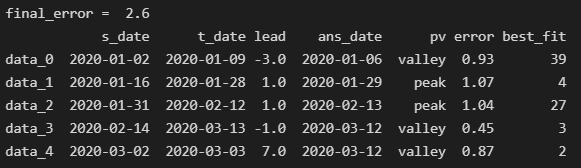 final_error =  2.6
            s_date      t_date lead    ans_date      pv error best_fit
data_0  2020-01-02  2020-01-09 -3.0  2020-01-06  valley  0.93       39
data_1  2020-01-16  2020-01-28  1.0  2020-01-29    peak  1.07        4
data_2  2020-01-31  2020-02-12  1.0  2020-02-13    peak  1.04       27
data_3  2020-02-14  2020-03-13 -1.0  2020-03-12  valley  0.45        3
data_4  2020-03-02  2020-03-03  7.0  2020-03-12  valley  0.87        2